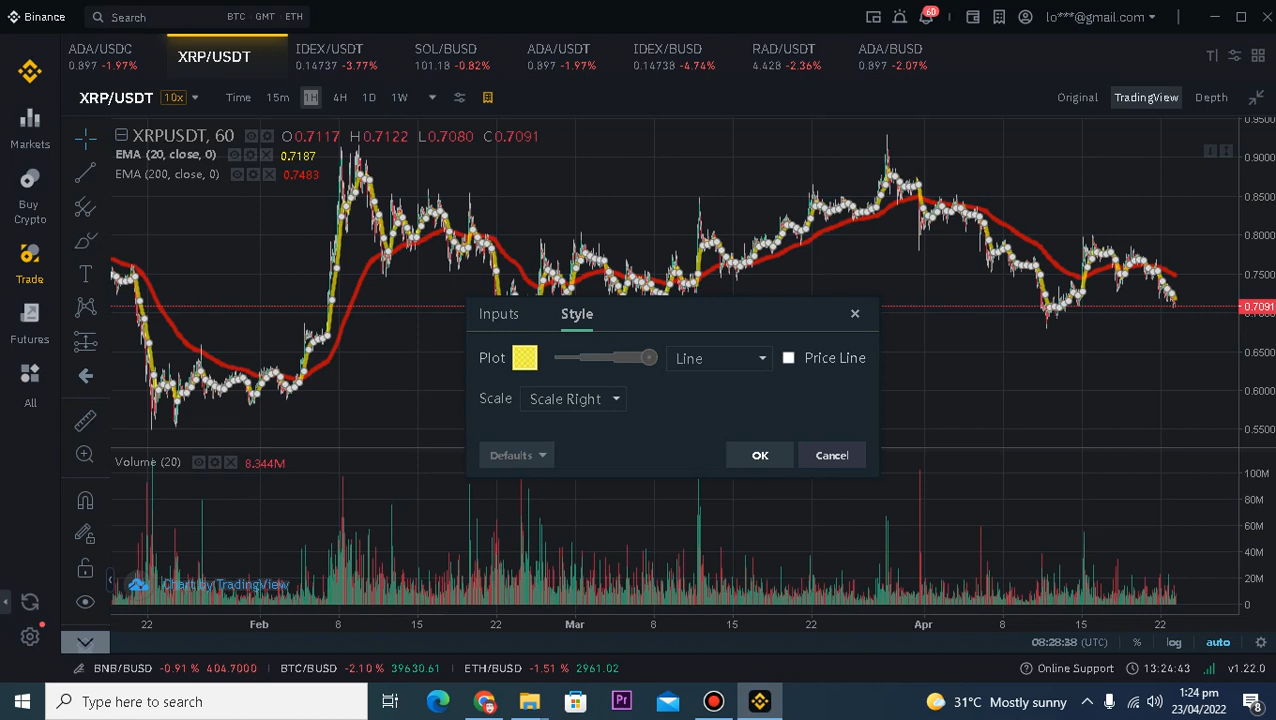 Binance
Search BTC · GMT · ETH
60
lo***@gmail.com
ADA/USDC XRP/USDT IDEX/USDT SOL/BUSD ADA/USDT IDEX/BUSD RAD/USDT ADA/BUSD
0.897 -1.97% 0.14737 -3.77% 101.18 -0.82% 0.897 -1.97% 0.14738 -4.74% 4.428 -2.36% 0.897 -2.07%
XRP/USDT 10x Time 15m 1H 4H 1D 1W Original TradingView Depth
XRPUSDT, 60 O0.7117 H0.7122 L0.7080 C0.7091
EMA (20, close, 0) 0.7187
EMA (200, close, 0) 0.7483
Markets
Buy
Crypto
Trade
Futures
All
0.9500
0.9000
0.8500
0.8000
0.7500
0.7091
0.7000
0.6500
0.6000
0.5500
Inputs Style
Plot Line Price Line
Scale Scale Right
Defaults OK Cancel
Volume (20) 8.344M
100M
80M
60M
40M
20M
0
Chart by TradingView
22 Feb 8 15 22 Mar 8 15 22 Apr 8 15 22
08:28:38 (UTC) % log auto
BNB/BUSD -0.91 % 404.7000 BTC/BUSD -2.10 % 39630.61 ETH/BUSD -1.51 % 2961.02 Online Support 13:24:43 v1.22.0
Type here to search Pr 31°C Mostly sunny 1:24 pm
23/04/2022 8